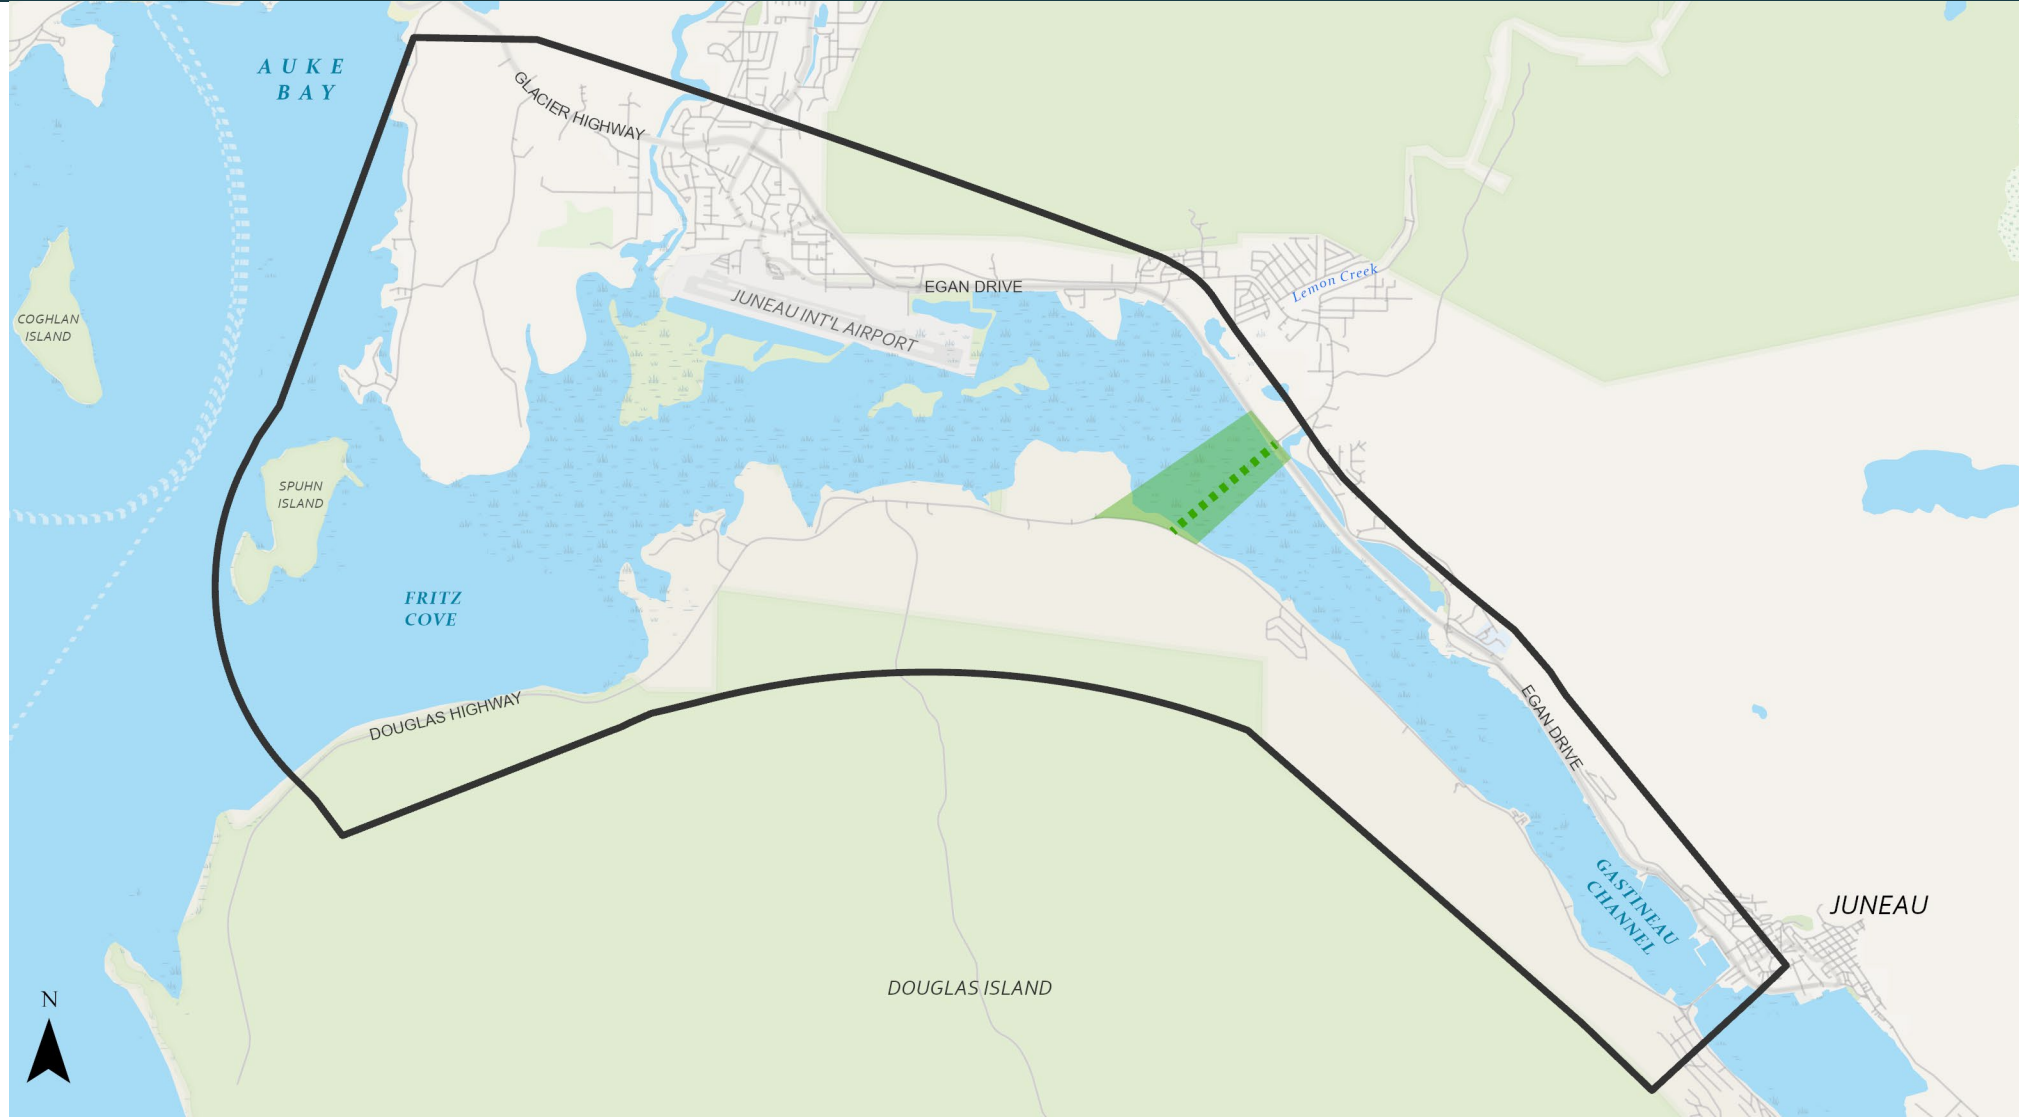 AUKE
BAY
GLACIER HIGHWAY
COGHLAN
ISLAND
EGAN DRIVE
Lemon Creek
JUNEAU INT'L AIRPORT
SPUHN
ISLAND
FRITZ
COVE
DOUGLAS HIGHWAY
EGAN DRIVE
GASTINEAU
CHANNEL
JUNEAU
DOUGLAS ISLAND
N